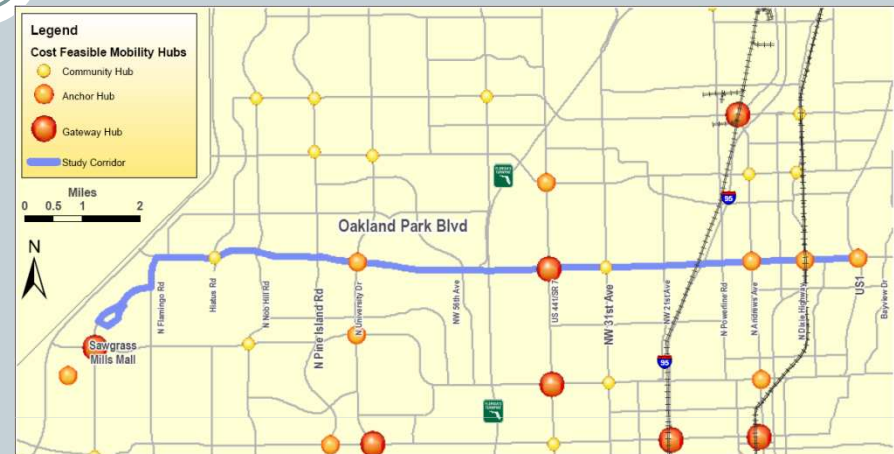 Legend
Cost Feasible Mobility Hubs
Community Hub
Anchor Hub
Gateway Hub
Study Corridor
Miles
0 0.5 1 2
N
Oakland Park Blvd
95
N Flamingo Rd
Hiatus Rd
N Nob Hill Rd
N Pine Island Rd
N University Dr
NW 56th Ave
US 441/SR 7
NW 31st Ave
NW 21st Ave
N Powerline Rd
N Andrews Ave
N Dixie Highway
US1
Bayview Dr
Sawgrass
Mills Mall
95